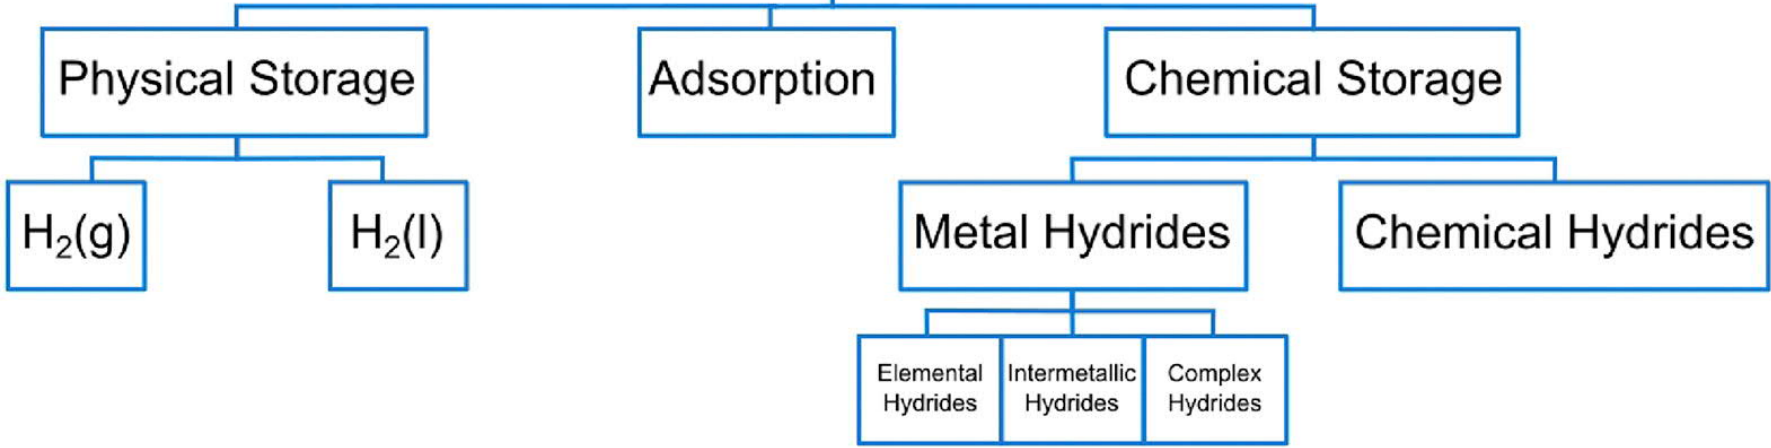 Physical Storage
Adsorption
Chemical Storage
H₂(g)
H₂(l)
Metal Hydrides
Chemical Hydrides
Elemental
Hydrides
Intermetallic
Hydrides
Complex
Hydrides